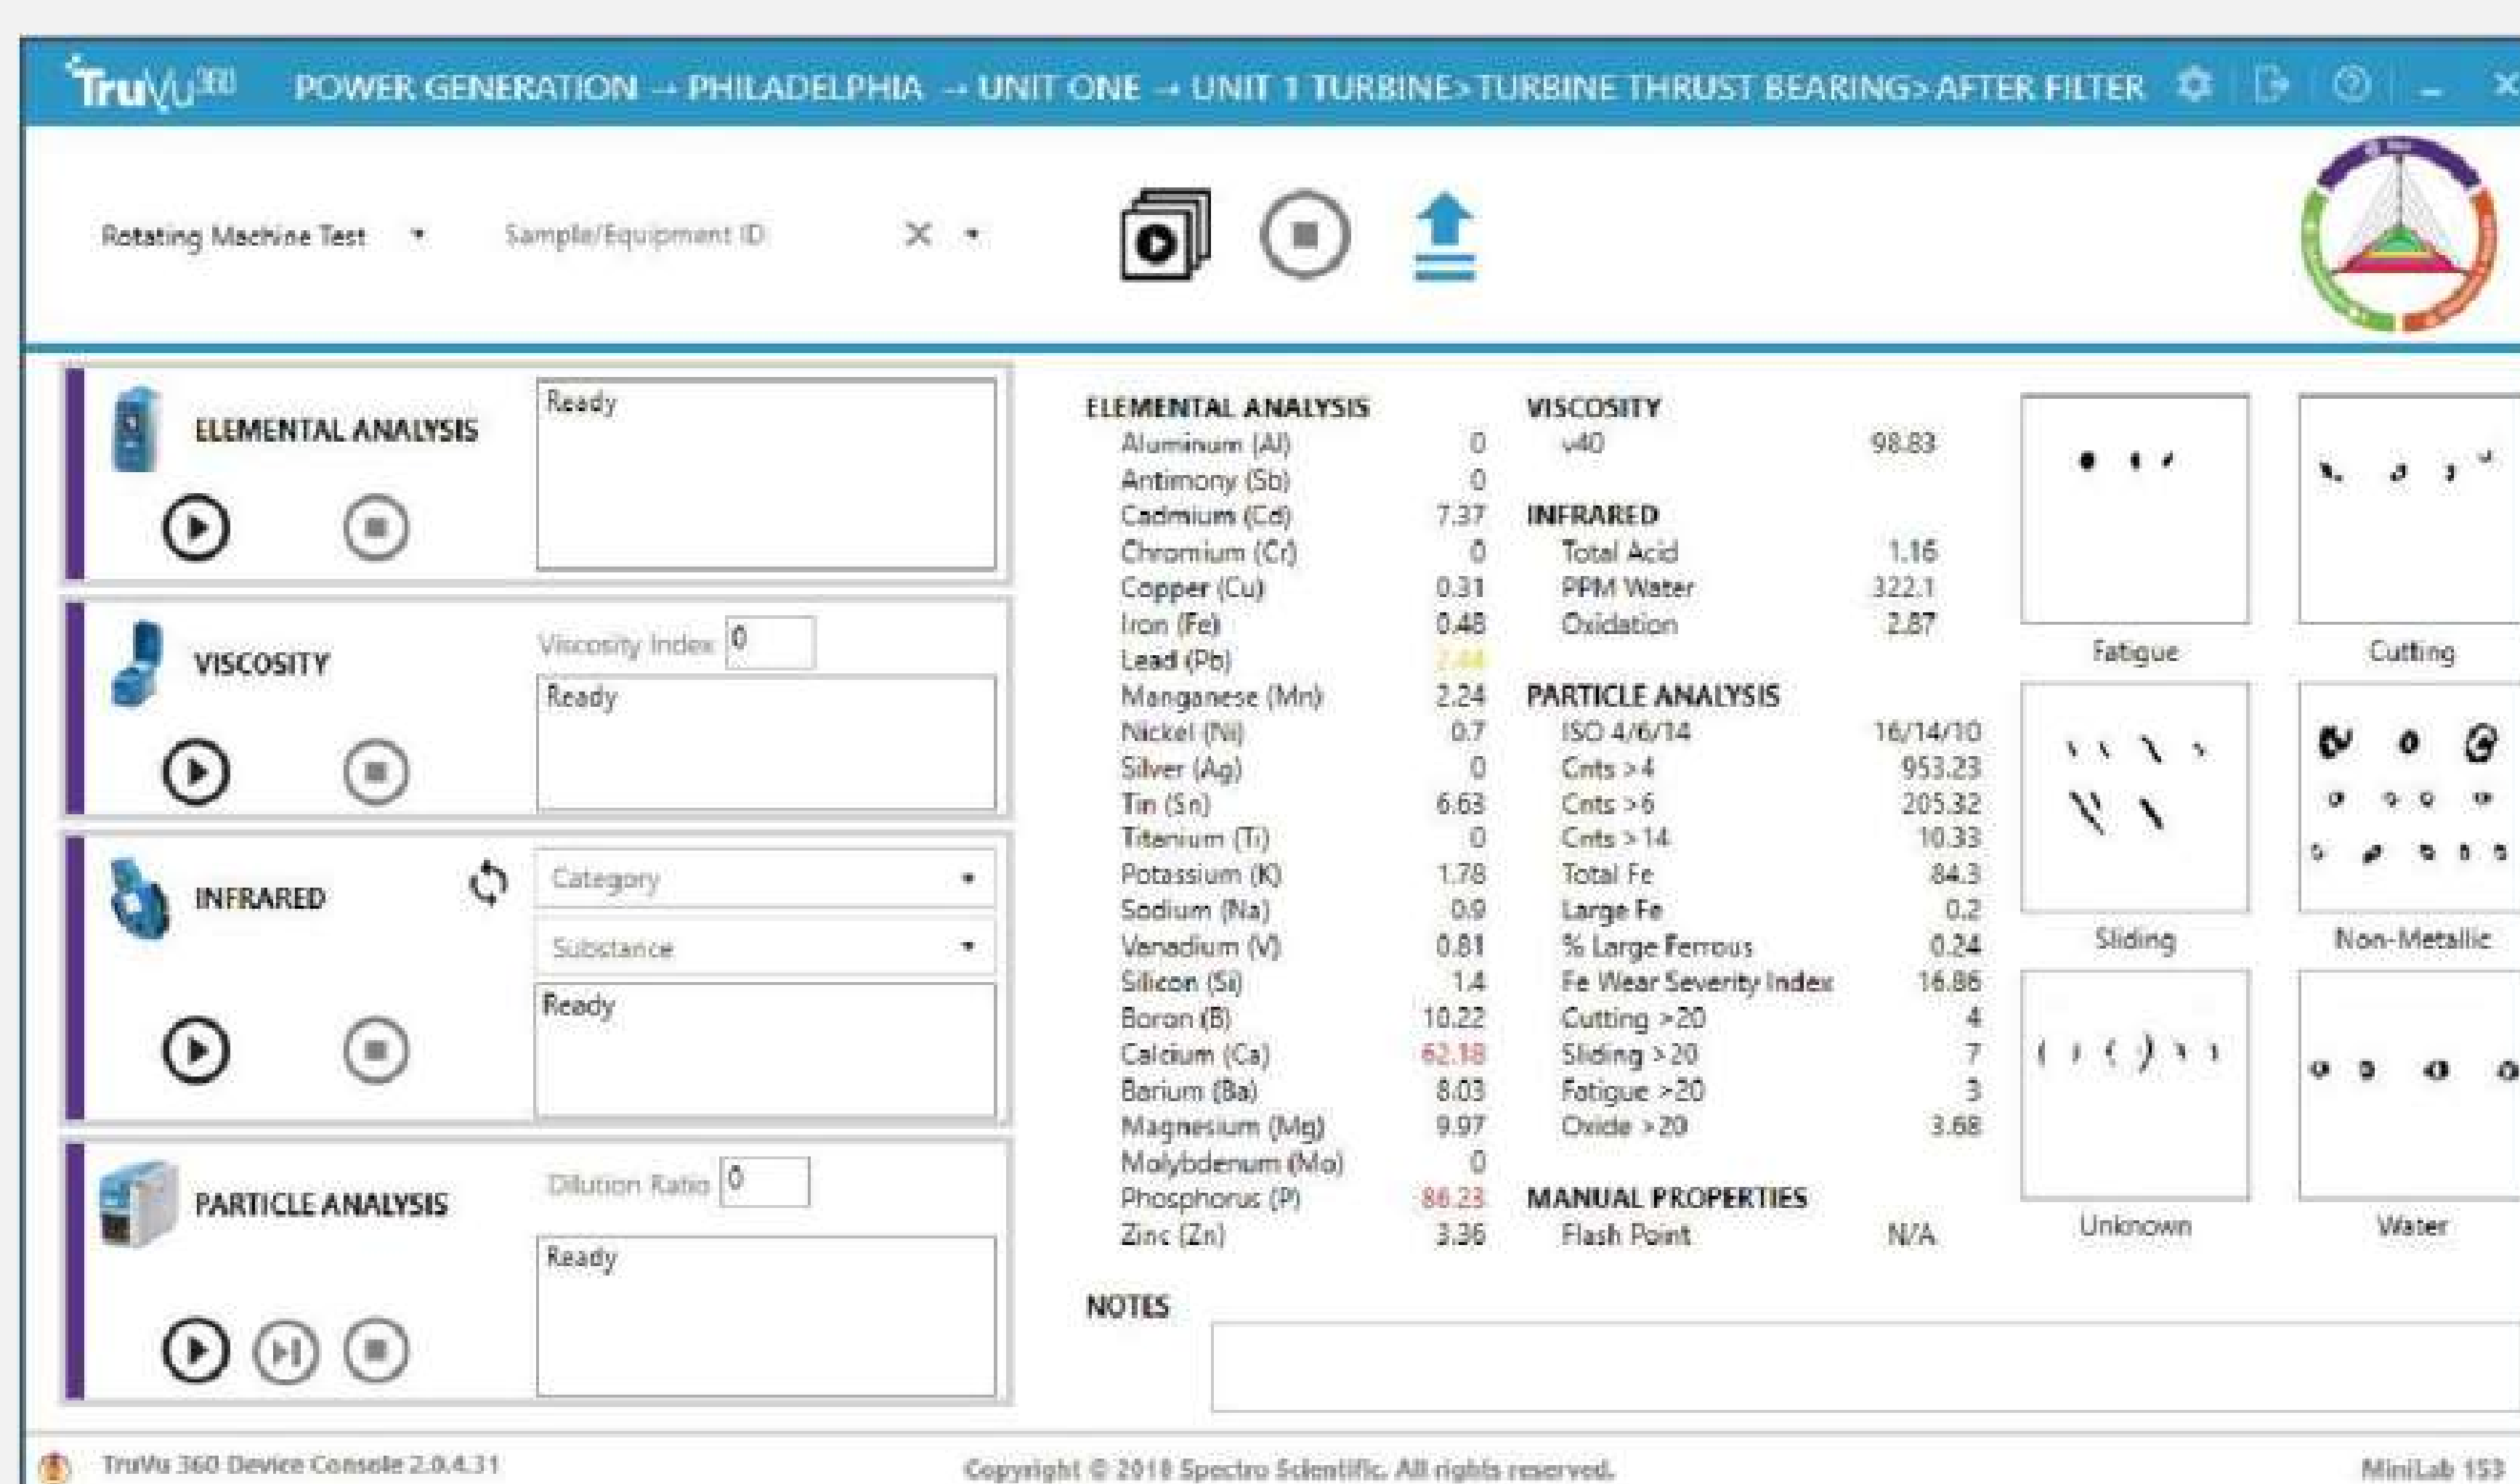 TruVu 360 POWER GENERATION → PHILADELPHIA → UNIT ONE → UNIT 1 TURBINE>TURBINE THRUST BEARING>AFTER FILTER
Rotating Machine Test
Sample/Equipment ID
ELEMENTAL ANALYSIS
Ready
VISCOSITY
Viscosity Index 0
Ready
INFRARED
Category
Substance
Ready
PARTICLE ANALYSIS
Dilution Ratio 0
Ready
ELEMENTAL ANALYSIS
Aluminum (Al) 0
Antimony (Sb) 0
Cadmium (Cd) 7.37
Chromium (Cr) 0
Copper (Cu) 0.31
Iron (Fe) 0.48
Lead (Pb)
Manganese (Mn) 2.24
Nickel (Ni) 0.7
Silver (Ag) 0
Tin (Sn) 6.63
Titanium (Ti) 0
Potassium (K) 1.78
Sodium (Na) 0.9
Vanadium (V) 0.81
Silicon (Si) 1.4
Boron (B) 10.22
Calcium (Ca) 62.18
Barium (Ba) 8.03
Magnesium (Mg) 9.97
Molybdenum (Mo) 0
Phosphorus (P) 86.23
Zinc (Zn) 3.36
VISCOSITY
v40 98.83
INFRARED
Total Acid 1.16
PPM Water 322.1
Oxidation 2.87
PARTICLE ANALYSIS
ISO 4/6/14 16/14/10
Cnts >4 953.23
Cnts >6 205.32
Cnts >14 10.33
Total Fe 84.3
Large Fe 0.2
% Large Ferrous 0.24
Fe Wear Severity Index 16.86
Cutting >20 4
Sliding >20 7
Fatigue >20 3
Oxide >20 3.68
MANUAL PROPERTIES
Flash Point N/A
Fatigue
Cutting
Sliding
Non-Metallic
Unknown
Water
NOTES
TruVu 360 Device Console 2.0.4.31
Copyright © 2018 Spectro Scientific. All rights reserved.
MiniLab 153